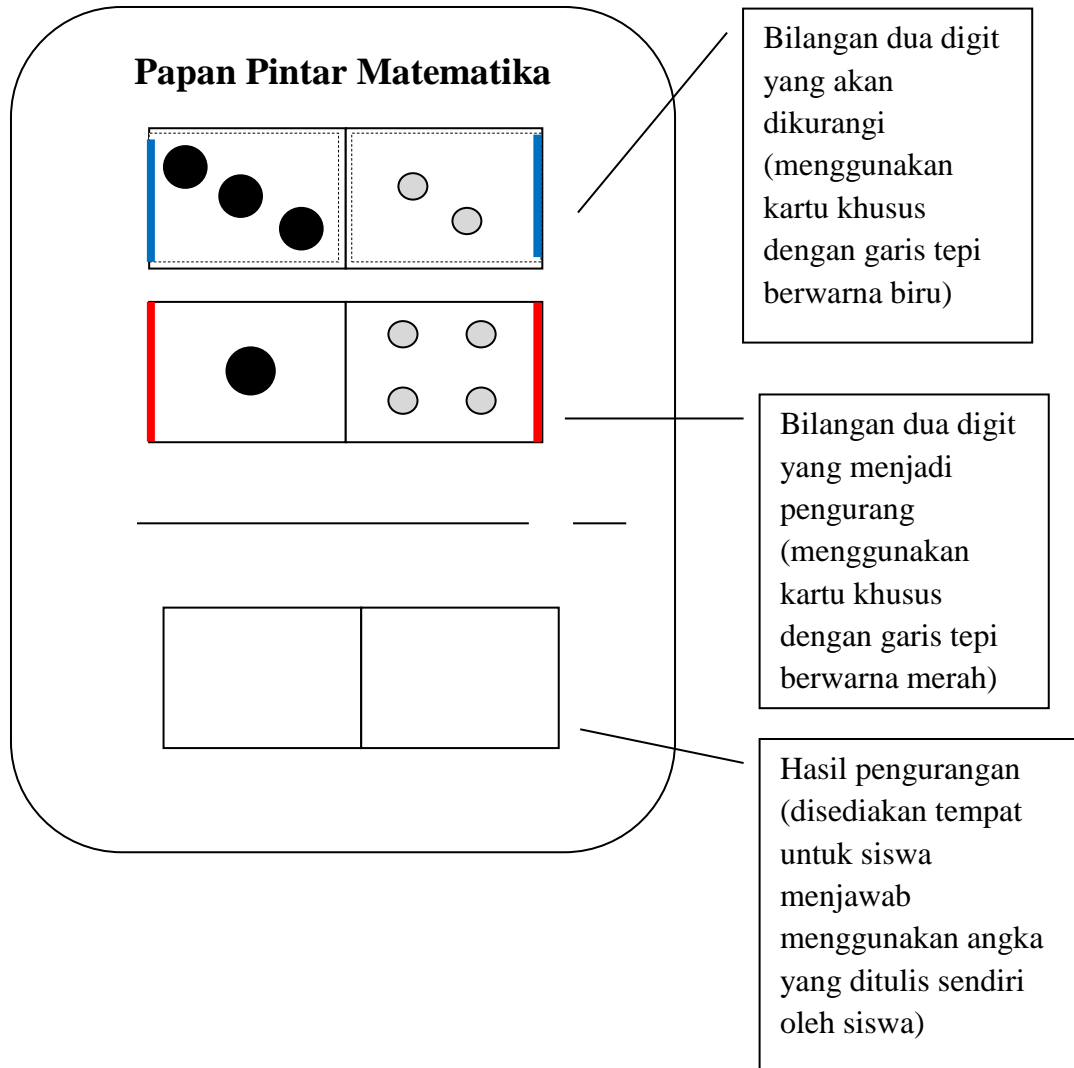 Papan Pintar Matematika
Bilangan dua digit
yang akan
dikurangi
(menggunakan
kartu khusus
dengan garis tepi
berwarna biru)
Bilangan dua digit
yang menjadi
pengurang
(menggunakan
kartu khusus
dengan garis tepi
berwarna merah)
Hasil pengurangan
(disediakan tempat
untuk siswa
menjawab
menggunakan angka
yang ditulis sendiri
oleh siswa)